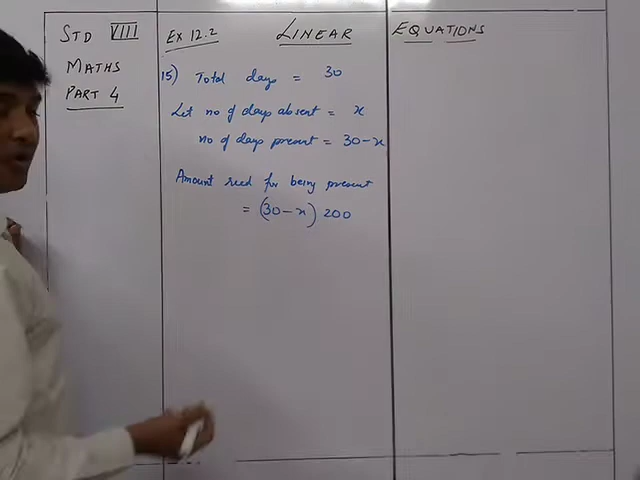 STD VIII
MATHS
PART 4
Ex 12.2
LINEAR EQUATIONS
15) Total days = 30
Let no of days absent = x
no of days present = 30-x
Amount recd for being present
= (30-x) 200